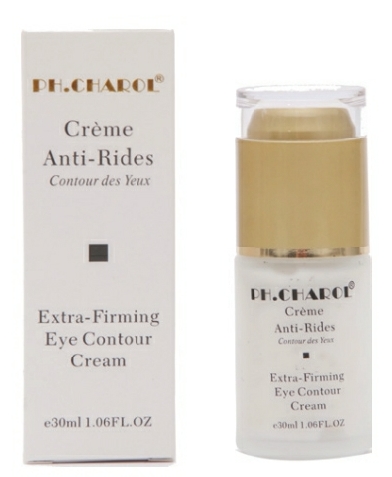 PH.CHAROL®
Crème
Anti-Rides
Contour des Yeux
Extra-Firming
Eye Contour
Cream
e30ml 1.06FL.OZ
PH.CHAROL®
Crème
Anti-Rides
Contour des Yeux
Extra-Firming
Eye Contour
Cream
e30ml 1.06FL.OZ